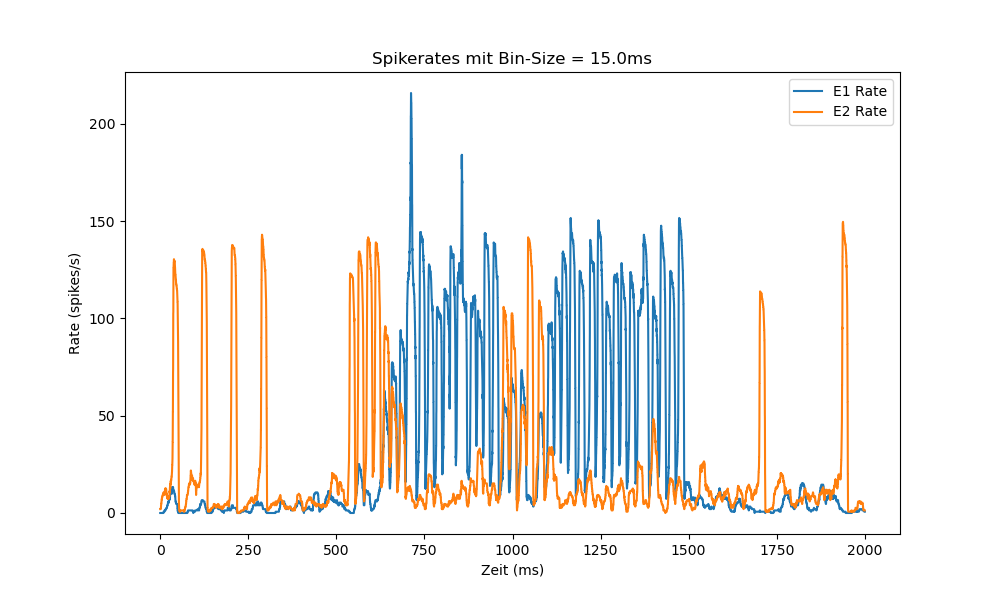 Spikerates mit Bin-Size = 15.0ms
E1 Rate
E2 Rate
200
150
100
50
0
Rate (spikes/s)
0 250 500 750 1000 1250 1500 1750 2000
Zeit (ms)